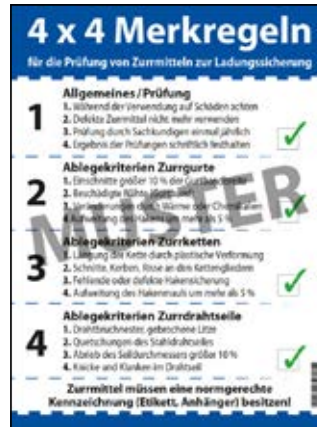 4 x 4 Merkregeln
für die Prüfung von Zurrmitteln zur Ladungssicherung
1
Allgemeines/Prüfung
1. Während der Verwendung auf Schäden achten
2. Defekte Zurrmittel nicht mehr verwenden
3. Prüfung durch Sachkundigen einmal jährlich
4. Ergebnis der Prüfungen schriftlich festhalten
2
Ablegekriterien Zurrgurte
1. Einschnitte größer 10 % der
2. Beschädigte Nähte
3. Veränderungen durch Wärme oder Chemikalien
4. Aufweitung des Hakens um mehr als 5 %
MUSTER
3
Ablegekriterien Zurrketten
1. Längung der Kette durch plastische Verformung
2. Schnitte, Kerben, Risse an den Kettengliedern
3. Fehlende oder defekte Hakensicherung
4. Aufweitung des Hakenmauls um mehr als 5 %
4
Ablegekriterien Zurrdrahtseile
1. Drahtbruchnester, gebrochene Litze
2. Quetschungen des Stahldrahtseiles
3. Abrieb des Seildurchmessers größer 10 %
4. Knicke und Klanken im Drahtseil
Zurrmittel müssen eine normgerechte
Kennzeichnung (Etikett, Anhänger) besitzen!